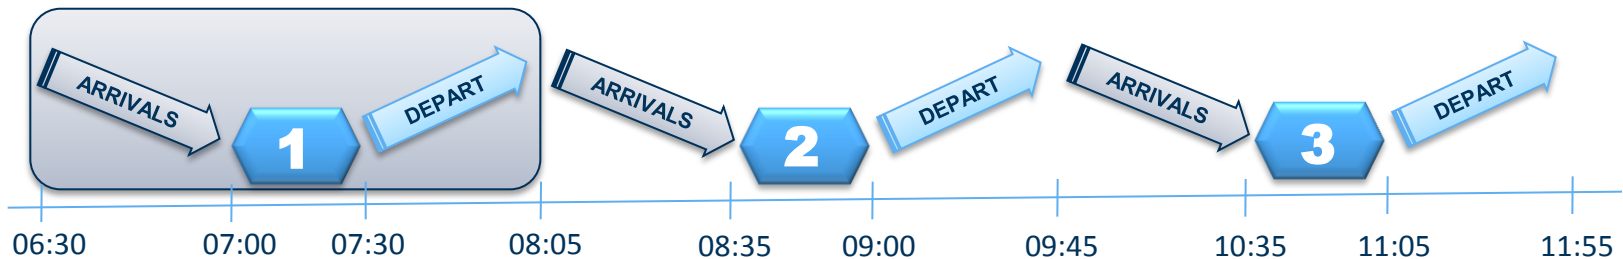 ARRIVALS
1
DEPART
ARRIVALS
2
DEPART
ARRIVALS
3
DEPART
06:30 07:00 07:30 08:05 08:35 09:00 09:45 10:35 11:05 11:55